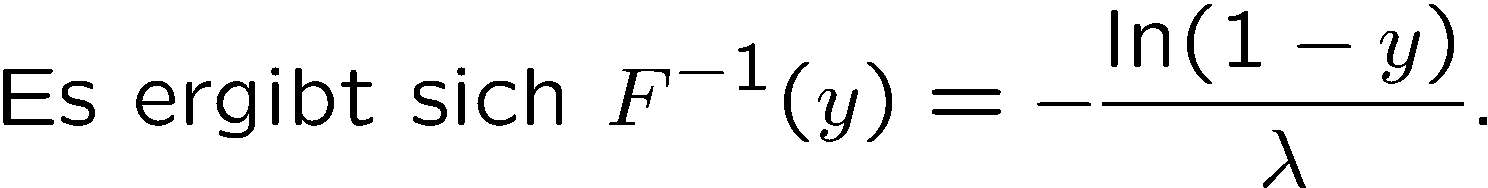 Es ergibt sich $F^{-1}(y) = -\frac{\ln(1-y)}{\lambda}$.